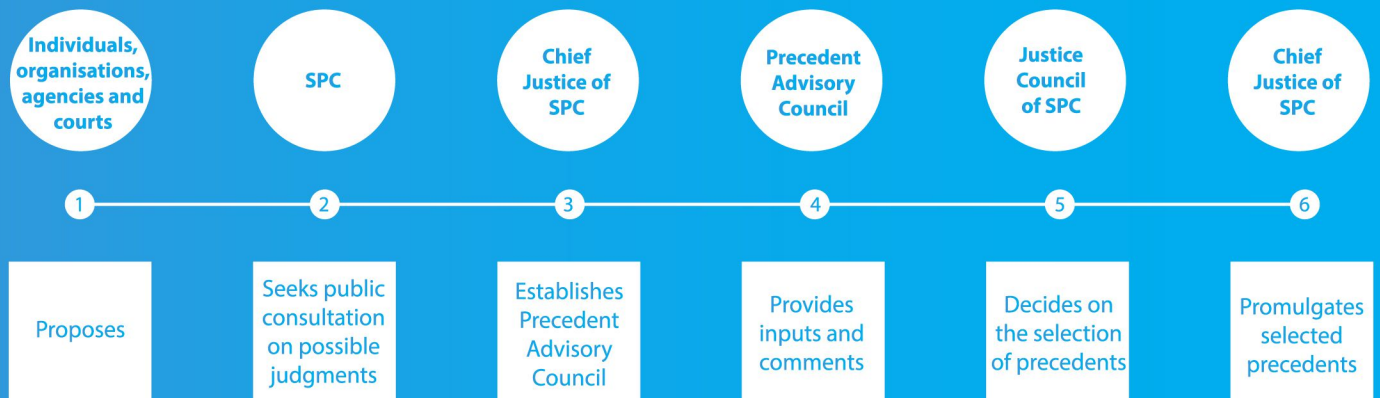 Individuals,
organisations,
agencies and
courts
SPC
Chief
Justice of
SPC
Precedent
Advisory
Council
Justice
Council
of SPC
Chief
Justice of
SPC
1
2
3
4
5
6
Proposes
Seeks public
consultation
on possible
judgments
Establishes
Precedent
Advisory
Council
Provides
inputs and
comments
Decides on
the selection
of precedents
Promulgates
selected
precedents